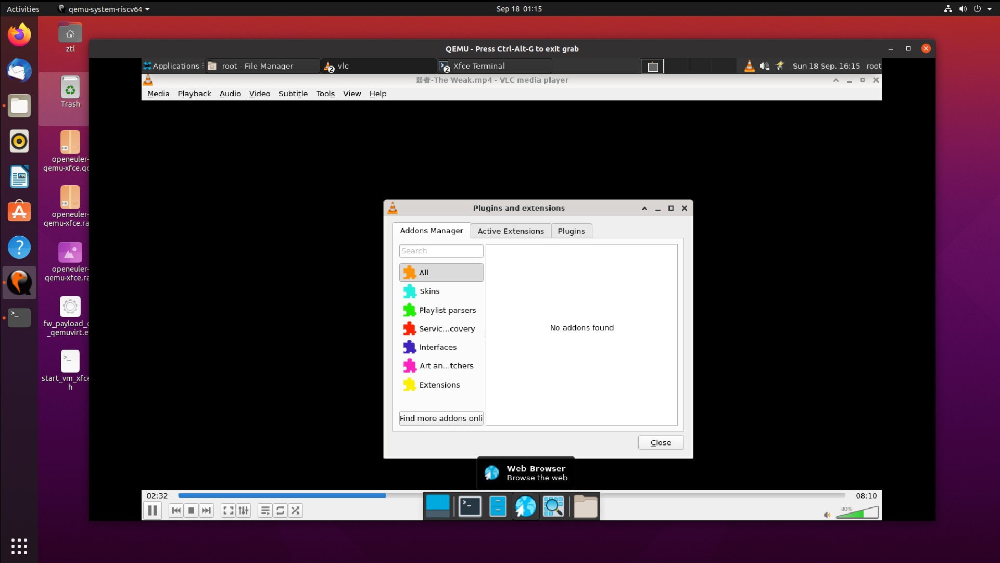 Activities
qemu-system-riscv64
Sep 18 01:15
ztl
Trash
openeuler-
qemu-xfce.qc
openeuler-
qemu-xfce.ra
openeuler-
qemu-xfce.ra
fw_payload_o
_qemuvirt.e
start_vm_xfce
h
QEMU - Press Ctrl-Alt-G to exit grab
Applications
root - File Manager
2
vlc
2
Xfce Terminal
Sun 18 Sep, 16:15
root
弱者-The Weak.mp4 - VLC media player
Media Playback Audio Video Subtitle Tools View Help
Plugins and extensions
Addons Manager
Active Extensions
Plugins
Search
All
Skins
Playlist parsers
Servic...covery
Interfaces
Art an...tchers
Extensions
Find more addons onli
No addons found
Close
Web Browser
Browse the web
02:32
08:10
80%